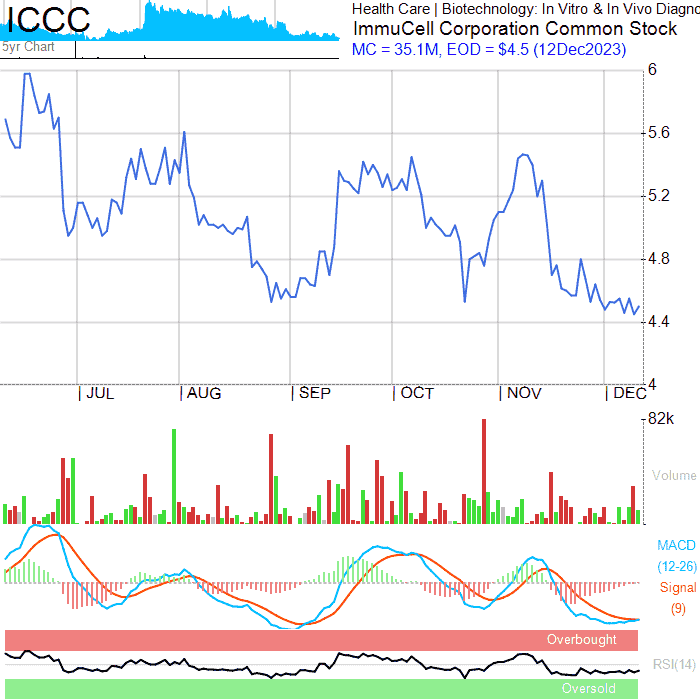 ICCC
5yr Chart
Health Care | Biotechnology: In Vitro & In Vivo Diagno
ImmuCell Corporation Common Stock
MC = 35.1M, EOD = $4.5 (12Dec2023)
6
5.6
5.2
4.8
4.4
4
| JUL | AUG | SEP | OCT | NOV | DEC
82k
Volume
MACD
(12-26)
Signal
(9)
Overbought
RSI(14)
Oversold